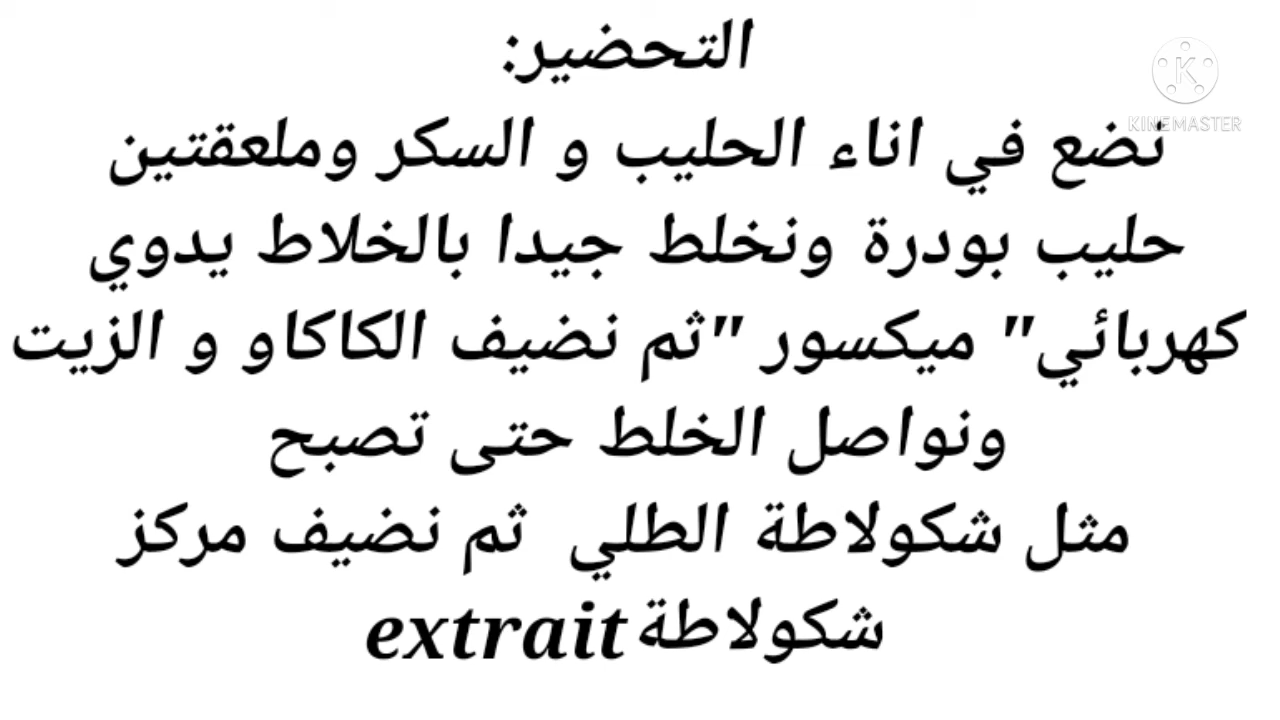 التحضير:
نضع في اناء الحليب و السكر وملعقتين
حليب بودرة ونخلط جيدا بالخلاط يدوي
كهربائي" ميكسور "ثم نضيف الكاكاو و الزيت
ونواصل الخلط حتى تصبح
مثل شكولاطة الطلي ثم نضيف مركز
شكولاطة extrait
K
KINEMASTER